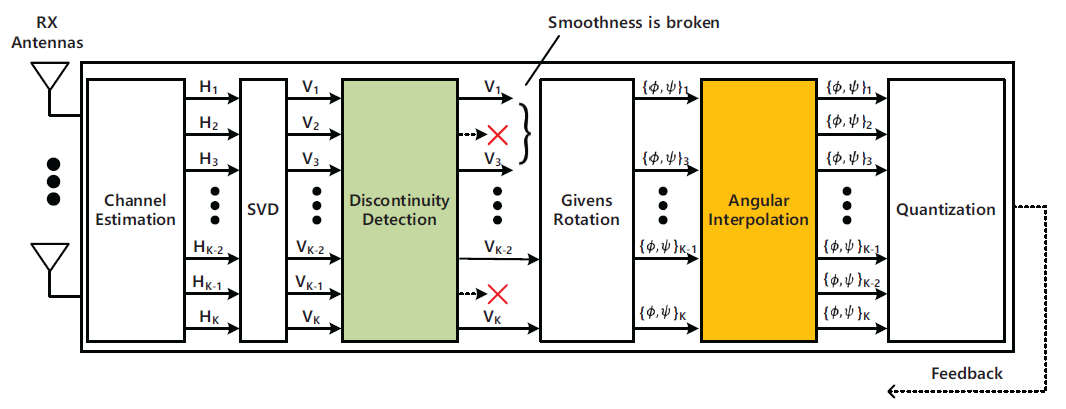 RX
Antennas
Smoothness is broken
H1
H2
H3
HK-2
HK-1
HK
V1
V2
V3
VK-2
VK-1
VK
V1
V3
VK-2
VK
{ϕ,ψ}1
{ϕ,ψ}3
{ϕ,ψ}K-1
{ϕ,ψ}K
{ϕ,ψ}1
{ϕ,ψ}2
{ϕ,ψ}3
{ϕ,ψ}K-1
{ϕ,ψ}K-2
{ϕ,ψ}K
Channel
Estimation
SVD
Discontinuity
Detection
Givens
Rotation
Angular
Interpolation
Quantization
Feedback